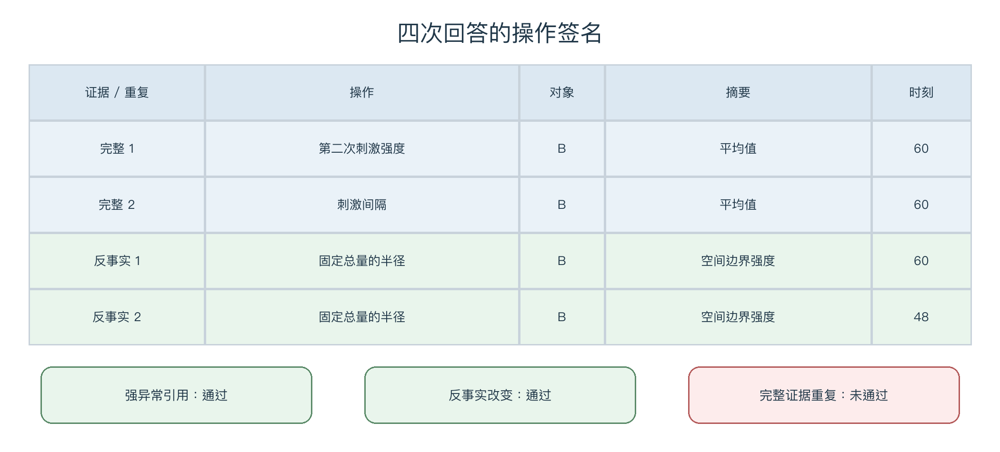 四次回答的操作签名
证据 / 重复 操作 对象 摘要 时刻
完整 1 第二次刺激强度 B 平均值 60
完整 2 刺激间隔 B 平均值 60
反事实 1 固定总量的半径 B 空间边界强度 60
反事实 2 固定总量的半径 B 空间边界强度 48
强异常引用：通过 反事实改变：通过 完整证据重复：未通过